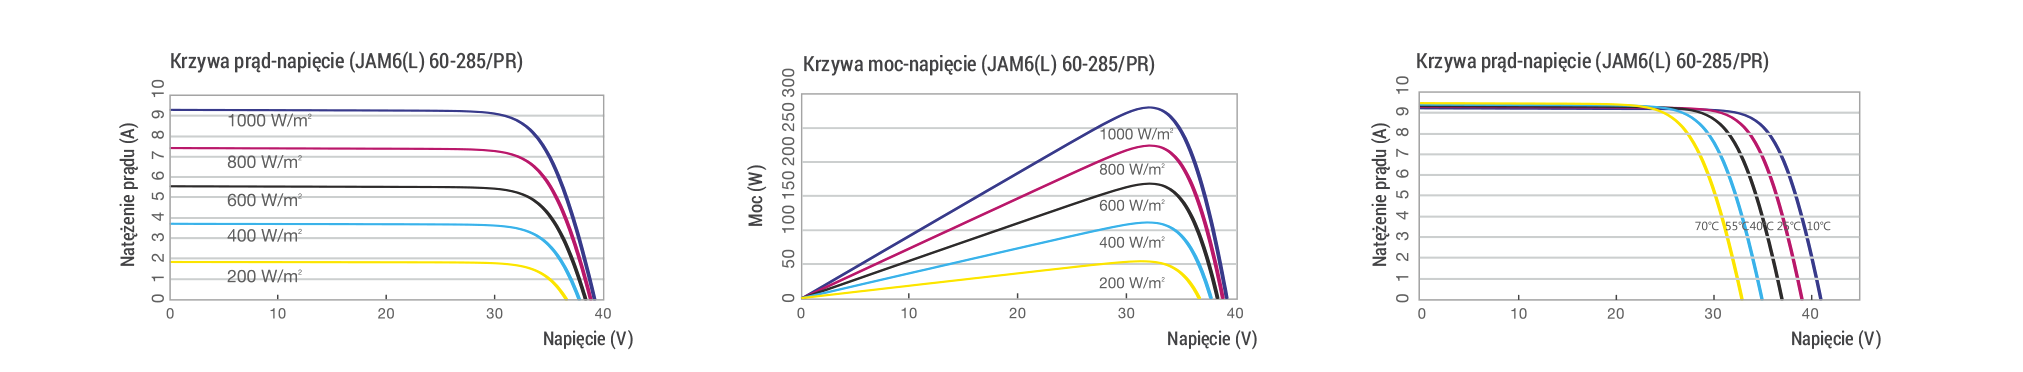 Krzywa prąd-napięcie (JAM6(L) 60-285/PR)
Natężenie prądu (A)
10
9
8
7
6
5
4
3
2
1
0
1000 W/m²
800 W/m²
600 W/m²
400 W/m²
200 W/m²
0 10 20 30 40
Napięcie (V)
Krzywa moc-napięcie (JAM6(L) 60-285/PR)
Moc (W)
300
250
200
150
100
50
0
1000 W/m²
800 W/m²
600 W/m²
400 W/m²
200 W/m²
0 10 20 30 40
Napięcie (V)
Krzywa prąd-napięcie (JAM6(L) 60-285/PR)
Natężenie prądu (A)
10
9
8
7
6
5
4
3
2
1
0
70°C 55°C 40°C 25°C 10°C
0 10 20 30 40
Napięcie (V)